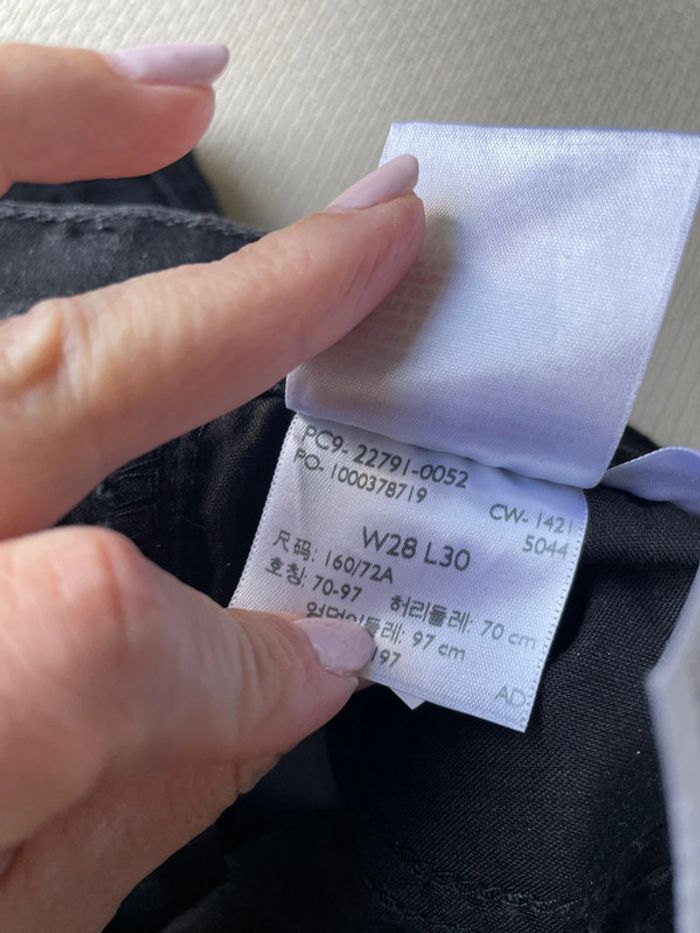 PC9- 22791-0052
PO- 1000378719
CW- 1421
5044
W28 L30
尺码: 160/72A
호칭: 70-97 허리둘레: 70 cm
엉덩이둘레: 97 cm
197
AD